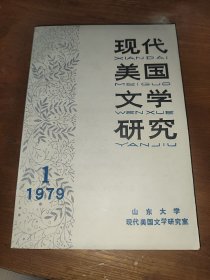 现代
XIANDAI
美国
MEIGUO
文学
WENXUE
研究
YANJIU
1
1979
山东大学
现代美国文学研究室